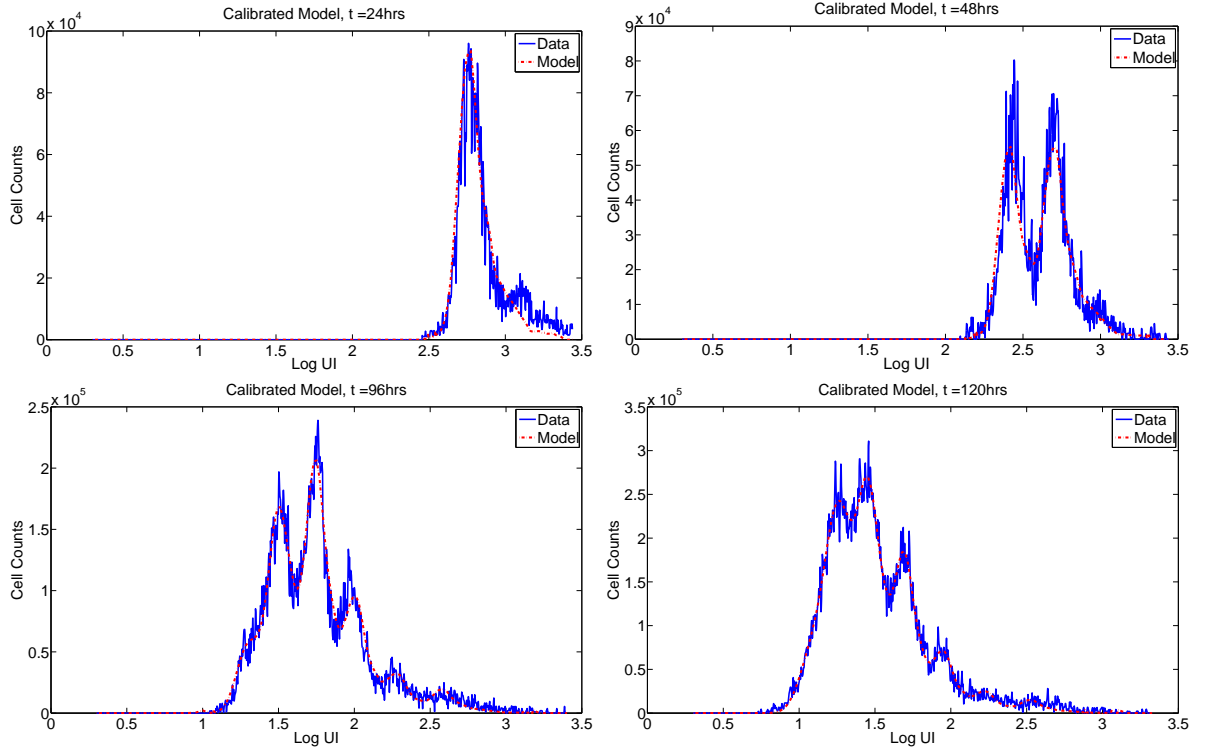 Calibrated Model, t =24hrs
x 10^4
10
8
6
4
2
0
0 0.5 1 1.5 2 2.5 3 3.5
Cell Counts
Log UI
Data
Model
Calibrated Model, t =48hrs
x 10^4
9
8
7
6
5
4
3
2
1
0
0 0.5 1 1.5 2 2.5 3 3.5
Cell Counts
Log UI
Data
Model
Calibrated Model, t =96hrs
x 10^5
2.5
2
1.5
1
0.5
0
0 0.5 1 1.5 2 2.5 3 3.5
Cell Counts
Log UI
Data
Model
Calibrated Model, t =120hrs
x 10^5
3.5
3
2.5
2
1.5
1
0.5
0
0 0.5 1 1.5 2 2.5 3 3.5
Cell Counts
Log UI
Data
Model